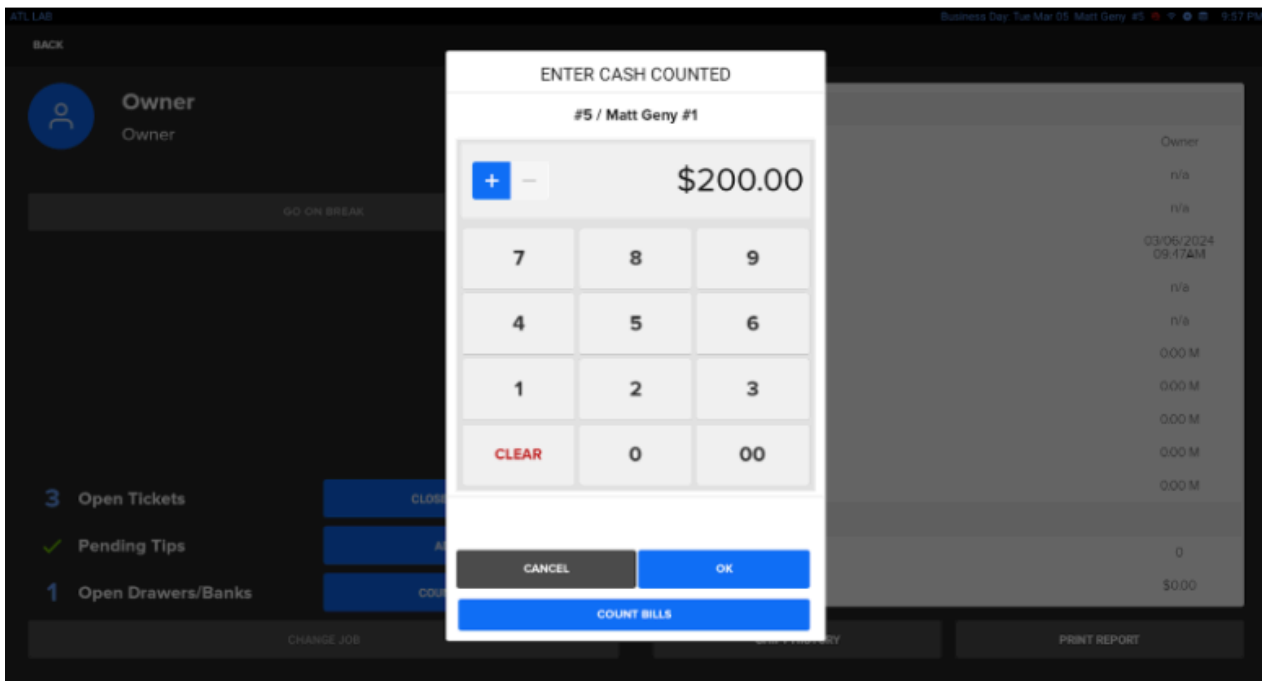 ATL LAB
Business Day: Tue Mar 05 Matt Geny #5 9:57 PM
BACK
Owner
Owner
GO ON BREAK
3 Open Tickets
CLOSE
Pending Tips
1 Open Drawers/Banks
CHANGE JOB
ENTER CASH COUNTED
#5 / Matt Geny #1
+ − $200.00
7 8 9
4 5 6
1 2 3
CLEAR 0 00
CANCEL OK
COUNT BILLS
Owner
n/a
n/a
03/06/2024
09:47AM
n/a
n/a
0.00 M
0.00 M
0.00 M
0.00 M
0.00 M
0
$0.00
PRINT REPORT